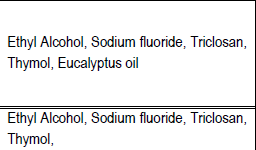 Ethyl Alcohol, Sodium fluoride, Triclosan,
Thymol, Eucalyptus oil
Ethyl Alcohol, Sodium fluoride, Triclosan,
Thymol,